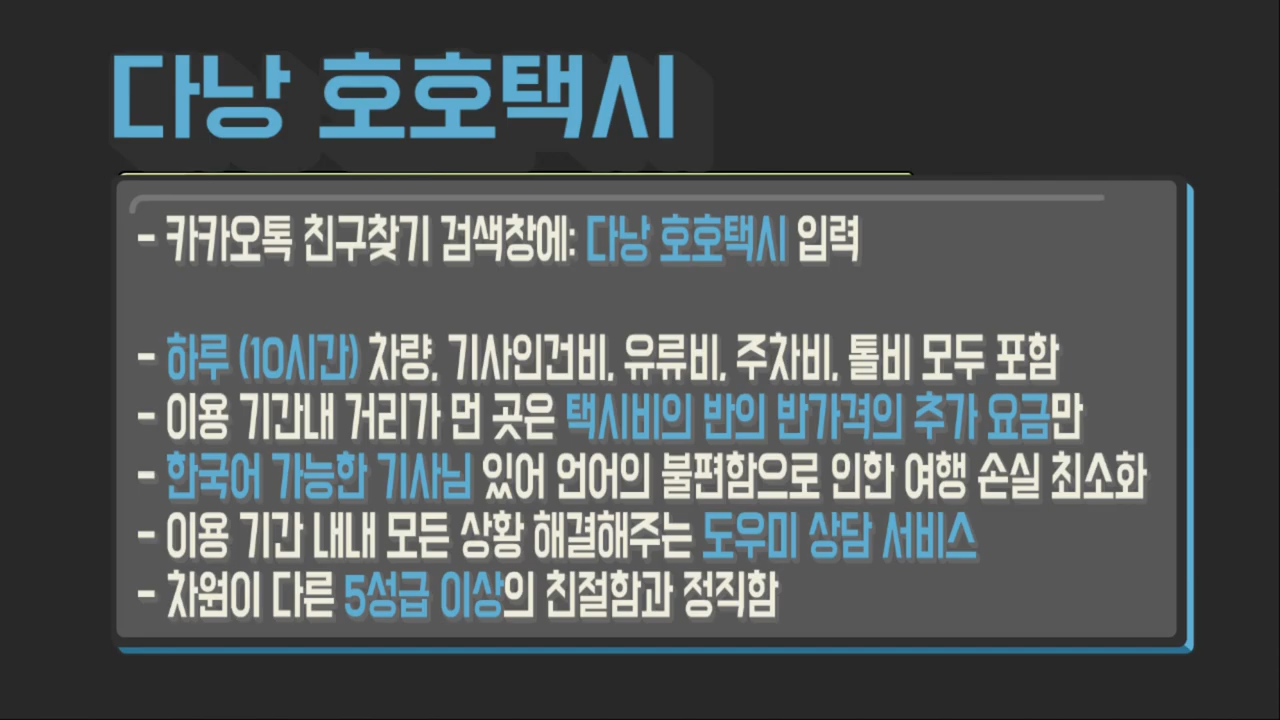 다낭 호호택시
- 카카오톡 친구찾기 검색창에: 다낭 호호택시 입력
- 하루 (10시간) 차량, 기사인건비, 유류비, 주차비, 톨비 모두 포함
- 이용 기간내 거리가 먼 곳은 택시비의 반의 반가격의 추가 요금만
- 한국어 가능한 기사님 있어 언어의 불편함으로 인한 여행 손실 최소화
- 이용 기간 내내 모든 상황 해결해주는 도우미 상담 서비스
- 차원이 다른 5성급 이상의 친절함과 정직함